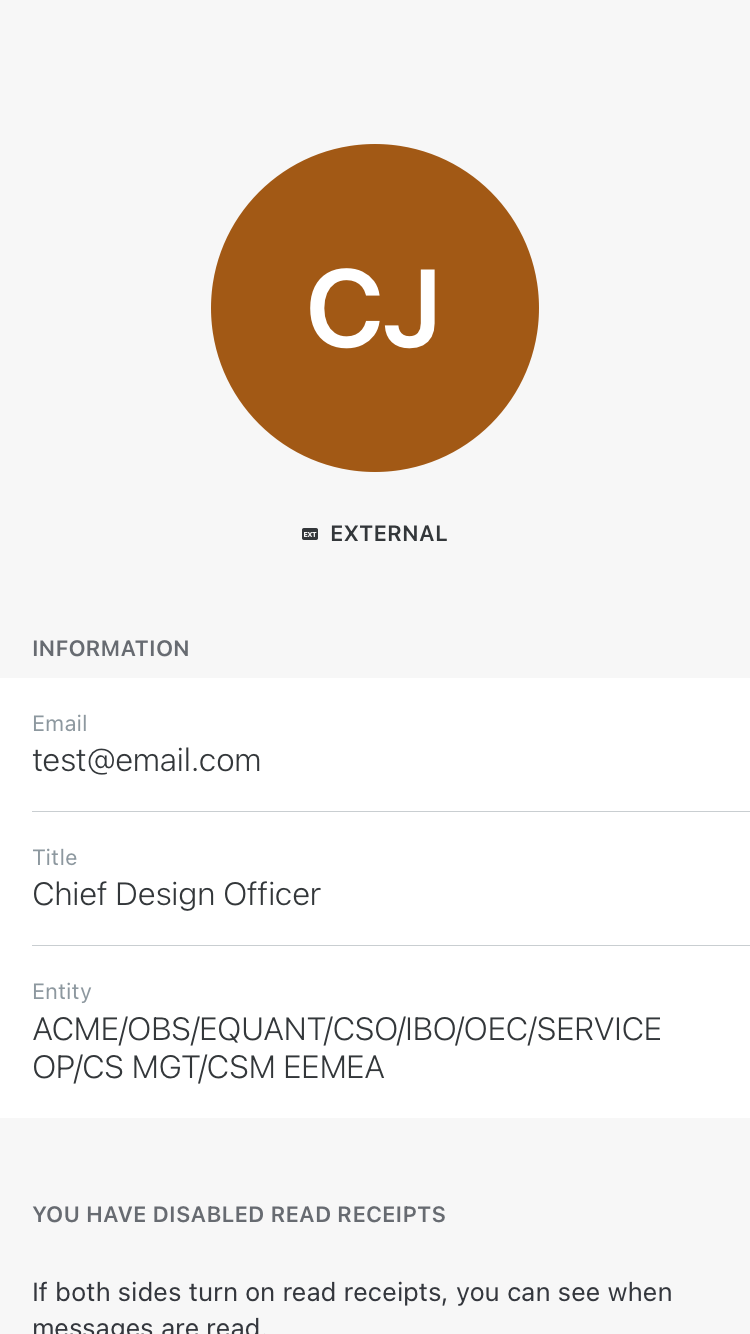 CJ
EXT EXTERNAL
INFORMATION
Email
test@email.com
Title
Chief Design Officer
Entity
ACME/OBS/EQUANT/CSO/IBO/OEC/SERVICE
OP/CS MGT/CSM EEMEA
YOU HAVE DISABLED READ RECEIPTS
If both sides turn on read receipts, you can see when
messages are read